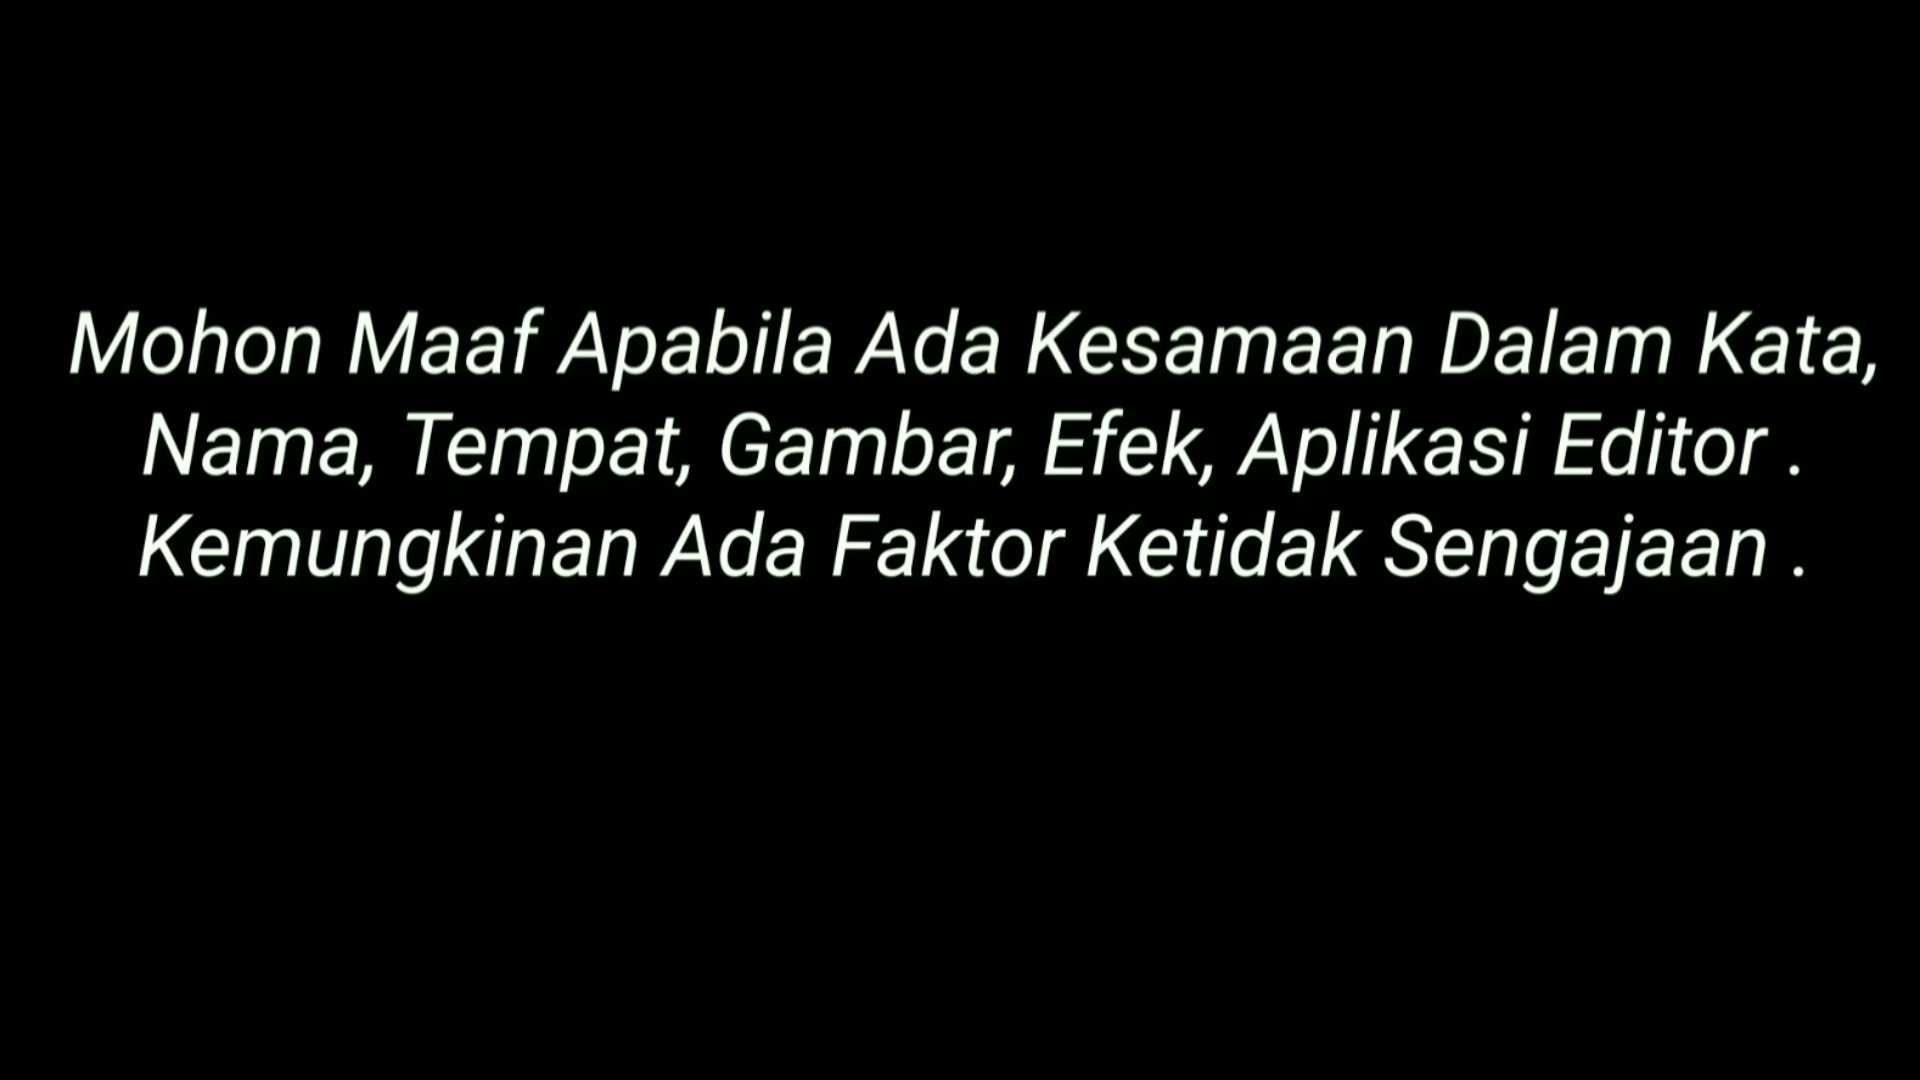 Mohon Maaf Apabila Ada Kesamaan Dalam Kata,
Nama, Tempat, Gambar, Efek, Aplikasi Editor .
Kemungkinan Ada Faktor Ketidak Sengajaan .